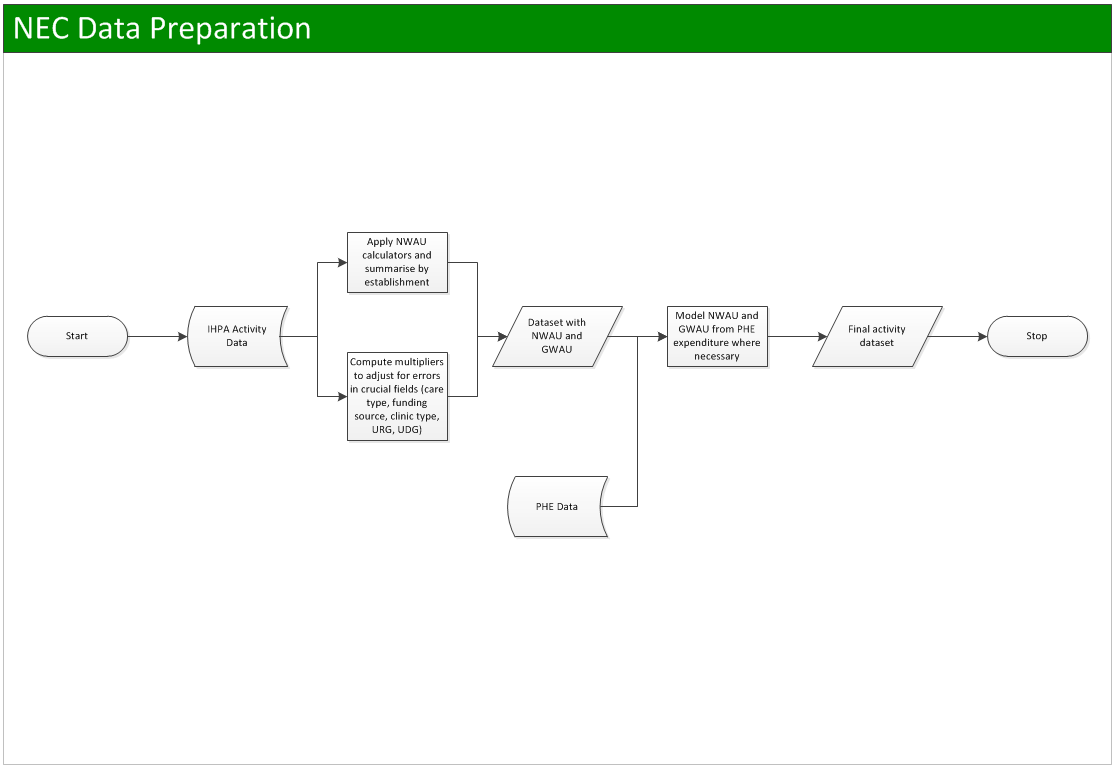 NEC Data Preparation
Start
IHPA Activity
Data
Apply NWAU
calculators and
summarise by
establishment
Compute multipliers
to adjust for errors
in crucial fields (care
type, funding
source, clinic type,
URG, UDG)
Dataset with
NWAU and
GWAU
PHE Data
Model NWAU and
GWAU from PHE
expenditure where
necessary
Final activity
dataset
Stop